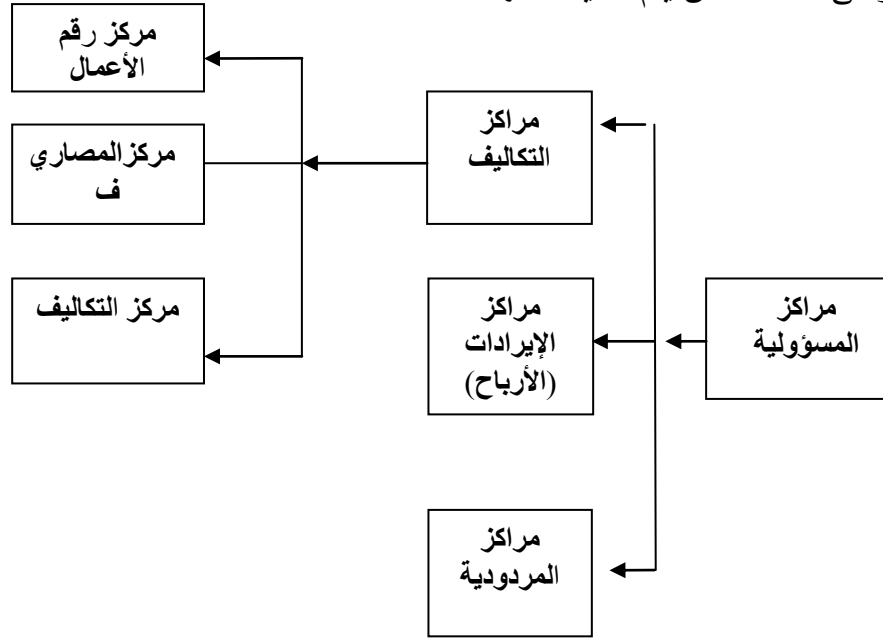 مراكز
المسؤولية
مراكز
التكاليف
مراكز
الإيرادات
(الأرباح)
مراكز
المردودية
مركز رقم
الأعمال
مركزالمصاري
ف
مركز التكاليف